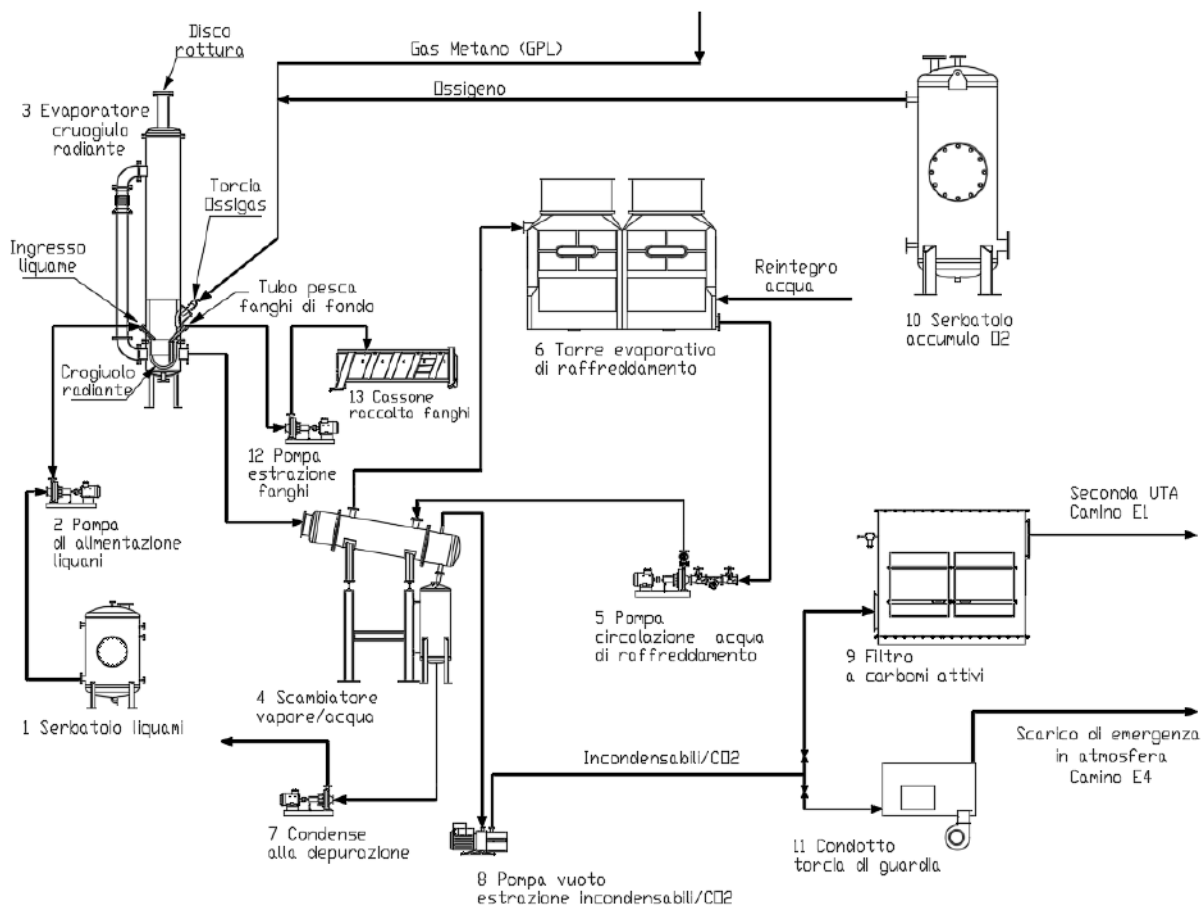 Disco
rottura
Gas Metano (GPL)
Ossigeno
3 Evaporatore
cruogiulo
radiante
Torcia
Ossigas
Ingresso
liquame
Tubo pesca
fanghi di fondo
Reintegro
acqua
10 Serbatoio
accumulo O2
6 Torre evaporativa
di raffreddamento
Crogiuolo
radiante
13 Cassone
raccolta fanghi
12 Pompa
estrazione
fanghi
2 Pompa
di alimentazione
liquani
Seconda UTA
Camino E1
5 Pompa
circolazione acqua
di raffreddamento
9 Filtro
a carbomi attivi
4 Scambiatore
vapore/acqua
1 Serbatoio liquami
Scarico di emergenza
in atmosfera
Camino E4
Incondensabili/CO2
7 Condense
alla depurazione
11 Condotto
torcia di guardia
8 Pompa vuoto
estrazione incondensabili/CO2